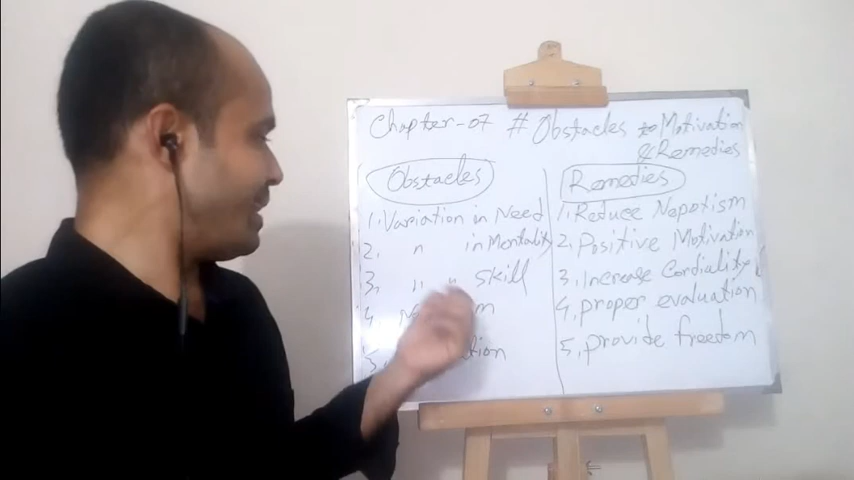 Chapter-07 # Obstacles to Motivation
& Remedies
Obstacles
1, Variation in Need
2, " in Mentality
3, " " skill
4
5,
Remedies
1, Reduce Nepotism
2, Positive Motivation
3, Increase Cordiality
4, proper evaluation
5, provide freedom